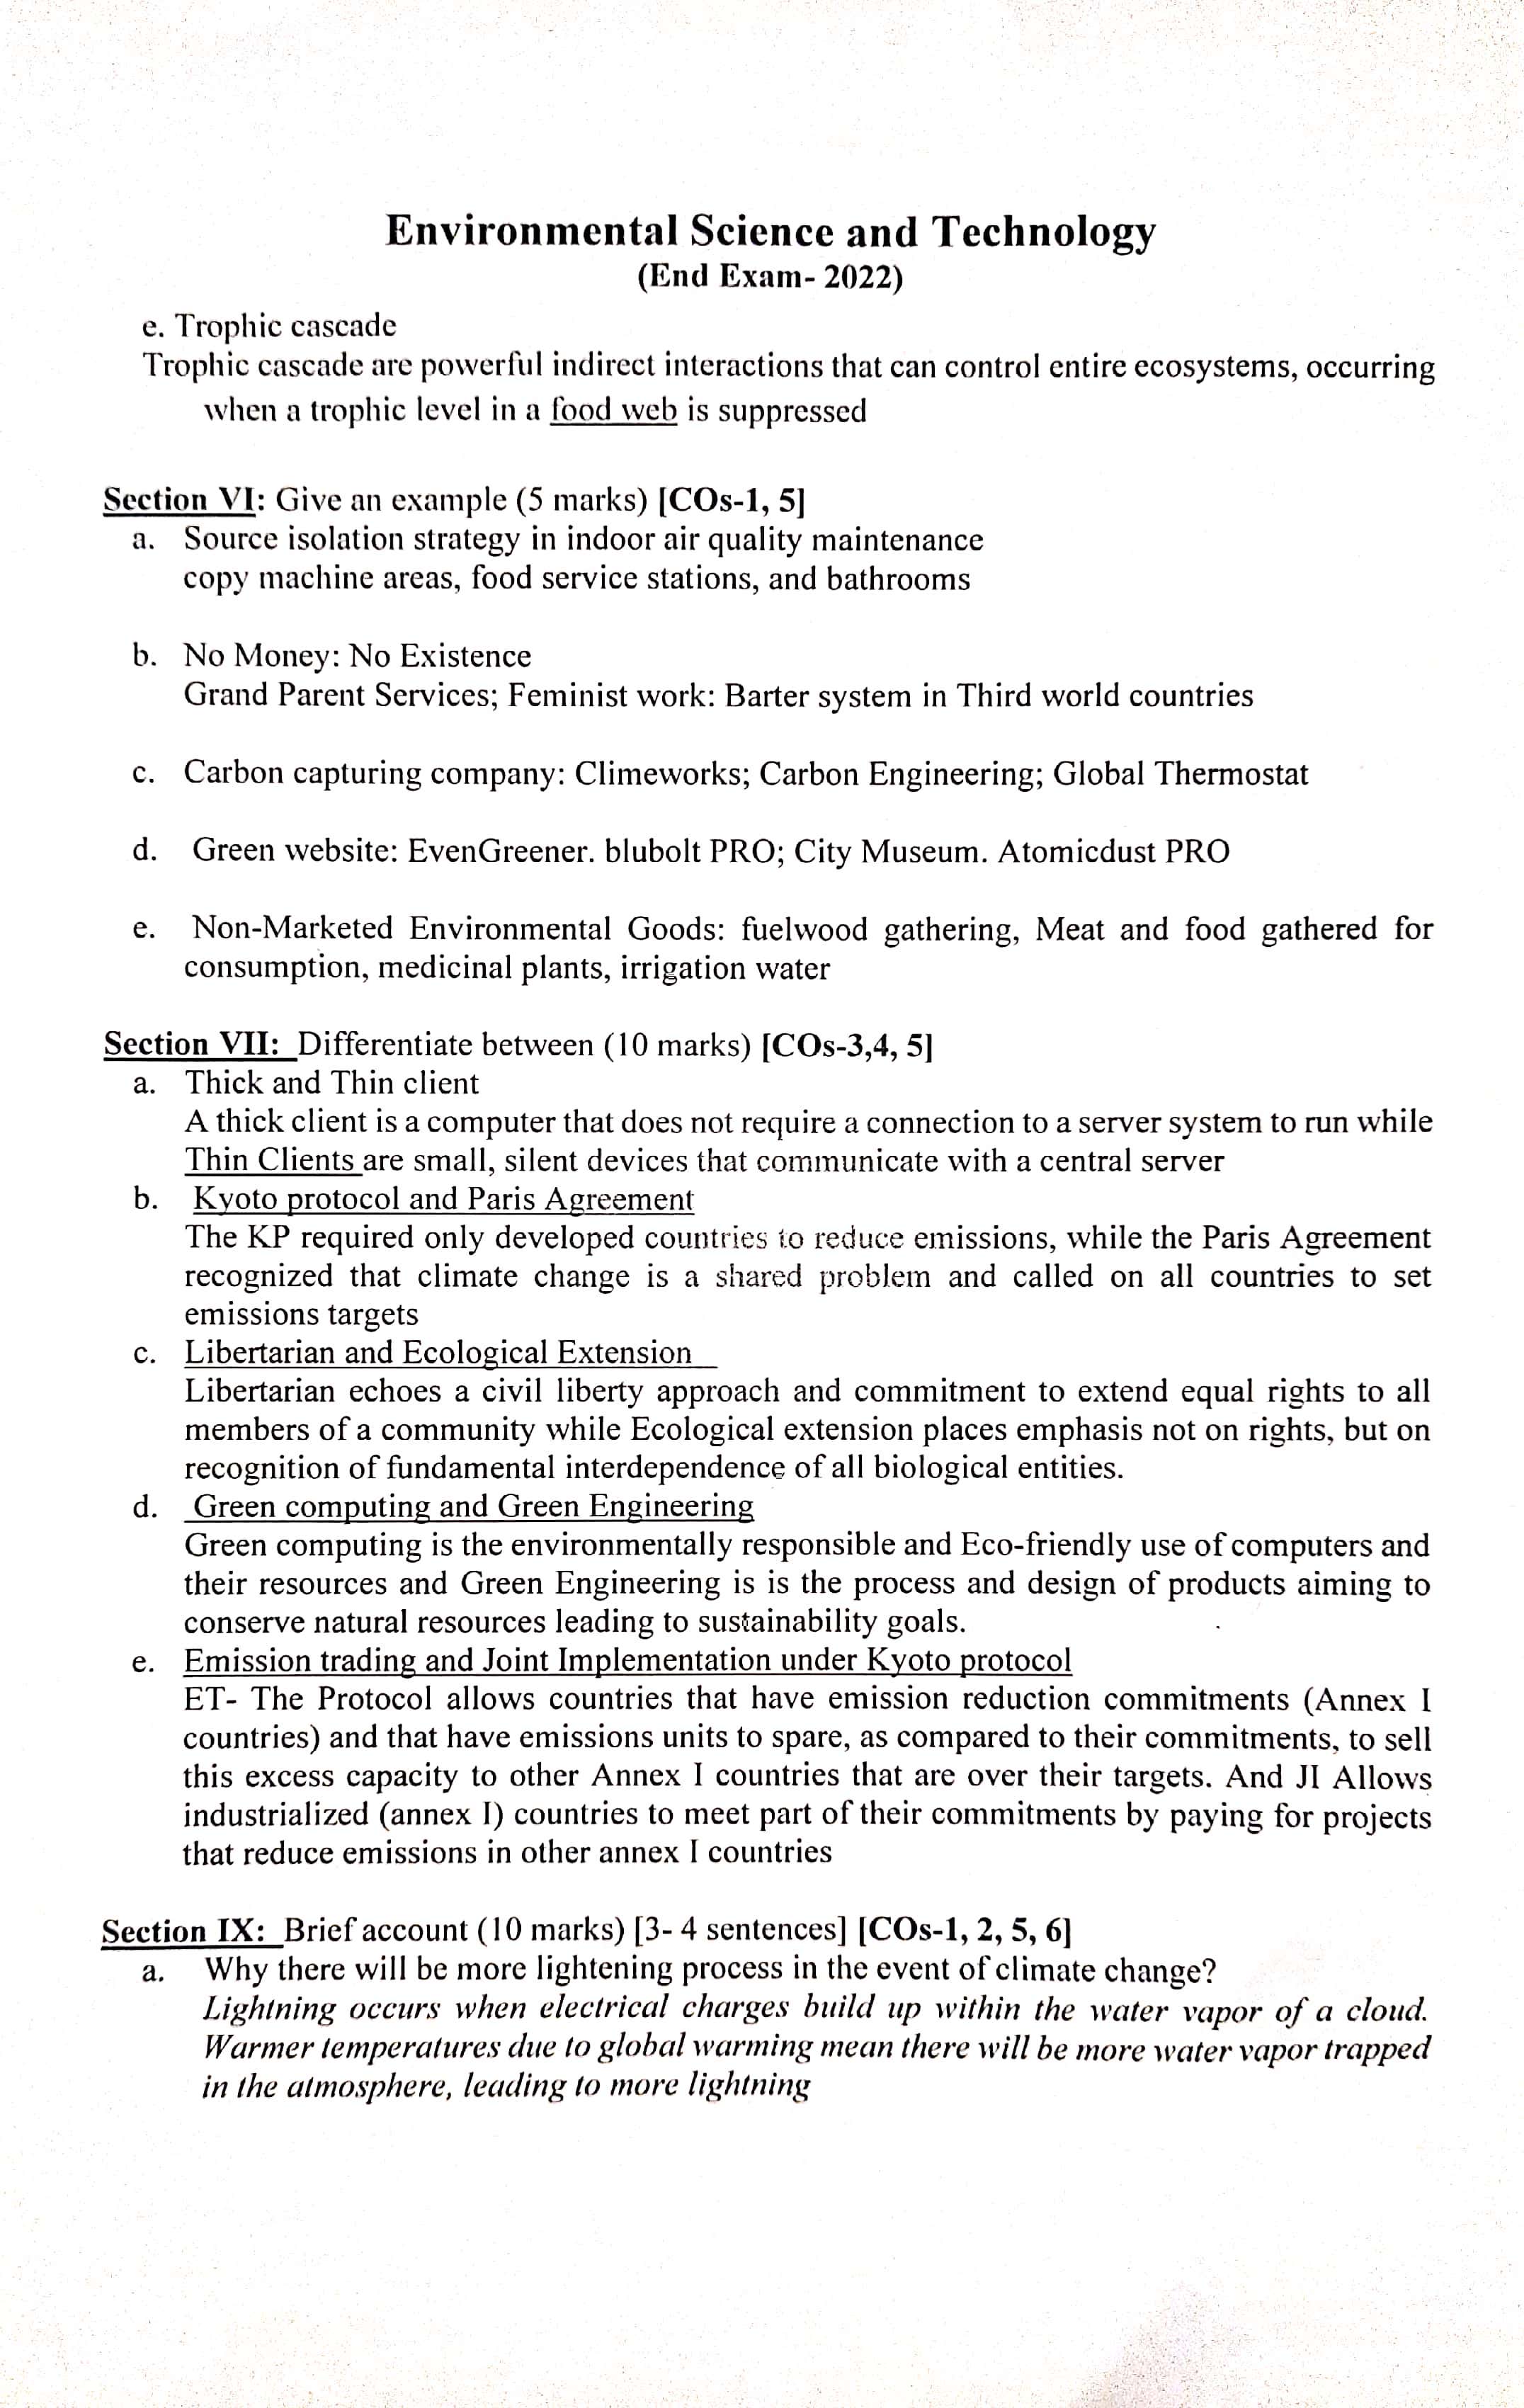 Environmental Science and Technology
(End Exam- 2022)
e. Trophic cascade
Trophic cascade are powerful indirect interactions that can control entire ecosystems, occurring
when a trophic level in a food web is suppressed
Section VI: Give an example (5 marks) [COs-1, 5]
a. Source isolation strategy in indoor air quality maintenance
copy machine areas, food service stations, and bathrooms
b. No Money: No Existence
Grand Parent Services; Feminist work: Barter system in Third world countries
c. Carbon capturing company: Climeworks; Carbon Engineering; Global Thermostat
d. Green website: EvenGreener. blubolt PRO; City Museum. Atomicdust PRO
e. Non-Marketed Environmental Goods: fuelwood gathering, Meat and food gathered for
consumption, medicinal plants, irrigation water
Section VII: Differentiate between (10 marks) [COs-3,4, 5]
a. Thick and Thin client
A thick client is a computer that does not require a connection to a server system to run while
Thin Clients are small, silent devices that communicate with a central server
b. Kyoto protocol and Paris Agreement
The KP required only developed countries to reduce emissions, while the Paris Agreement
recognized that climate change is a shared problem and called on all countries to set
emissions targets
c. Libertarian and Ecological Extension
Libertarian echoes a civil liberty approach and commitment to extend equal rights to all
members of a community while Ecological extension places emphasis not on rights, but on
recognition of fundamental interdependence of all biological entities.
d. Green computing and Green Engineering
Green computing is the environmentally responsible and Eco-friendly use of computers and
their resources and Green Engineering is is the process and design of products aiming to
conserve natural resources leading to sustainability goals.
e. Emission trading and Joint Implementation under Kyoto protocol
ET- The Protocol allows countries that have emission reduction commitments (Annex I
countries) and that have emissions units to spare, as compared to their commitments, to sell
this excess capacity to other Annex I countries that are over their targets. And JI Allows
industrialized (annex I) countries to meet part of their commitments by paying for projects
that reduce emissions in other annex I countries
Section IX: Brief account (10 marks) [3- 4 sentences] [COs-1, 2, 5, 6]
a. Why there will be more lightening process in the event of climate change?
Lightning occurs when electrical charges build up within the water vapor of a cloud.
Warmer temperatures due to global warming mean there will be more water vapor trapped
in the atmosphere, leading to more lightning